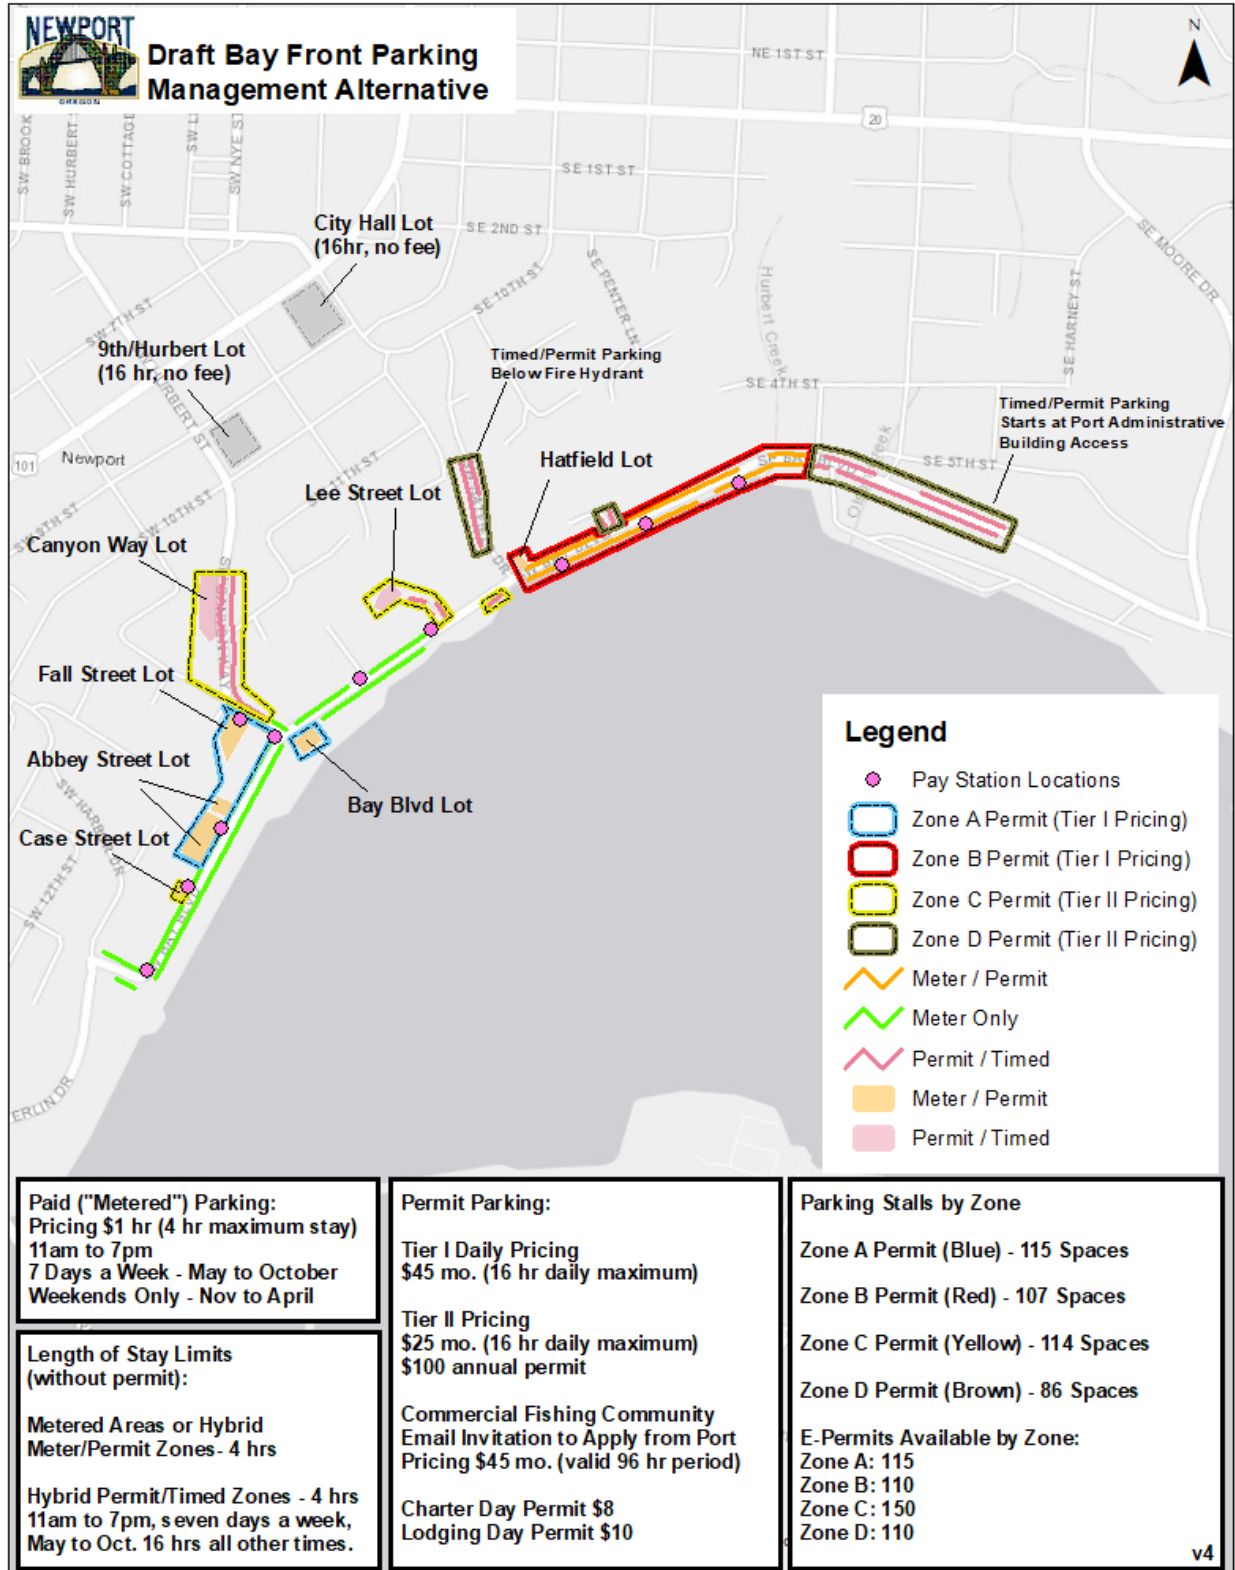 NEWPORT
OREGON
Draft Bay Front Parking
Management Alternative
N
NE 1ST ST
20
SW BROOK
SW HURBERT
SW COTTAGE
SW NYE ST
SE 1ST ST
SE 2ND ST
SE MOORE DR
City Hall Lot
(16hr, no fee)
SE PENTER LN
SE 10TH ST
Hurbert Creek
SE HARNEY ST
SW 7TH ST
9th/Hurbert Lot
(16 hr, no fee)
SW HURBERT ST
Timed/Permit Parking
Below Fire Hydrant
SE 4TH ST
Timed/Permit Parking
Starts at Port Administrative
Building Access
101
Newport
Hatfield Lot
SE 5TH ST
Lee Street Lot
SW 10TH ST
Canyon Way Lot
Fall Street Lot
Abbey Street Lot
Bay Blvd Lot
SW HARBOR DR
Case Street Lot
SW 12TH ST
ERLIN DR
Legend
Pay Station Locations
Zone A Permit (Tier I Pricing)
Zone B Permit (Tier I Pricing)
Zone C Permit (Tier II Pricing)
Zone D Permit (Tier II Pricing)
Meter / Permit
Meter Only
Permit / Timed
Meter / Permit
Permit / Timed
Paid ("Metered") Parking:
Pricing $1 hr (4 hr maximum stay)
11am to 7pm
7 Days a Week - May to October
Weekends Only - Nov to April
Length of Stay Limits
(without permit):
Metered Areas or Hybrid
Meter/Permit Zones- 4 hrs
Hybrid Permit/Timed Zones - 4 hrs
11am to 7pm, seven days a week,
May to Oct. 16 hrs all other times.
Permit Parking:
Tier I Daily Pricing
$45 mo. (16 hr daily maximum)
Tier II Pricing
$25 mo. (16 hr daily maximum)
$100 annual permit
Commercial Fishing Community
Email Invitation to Apply from Port
Pricing $45 mo. (valid 96 hr period)
Charter Day Permit $8
Lodging Day Permit $10
Parking Stalls by Zone
Zone A Permit (Blue) - 115 Spaces
Zone B Permit (Red) - 107 Spaces
Zone C Permit (Yellow) - 114 Spaces
Zone D Permit (Brown) - 86 Spaces
E-Permits Available by Zone:
Zone A: 115
Zone B: 110
Zone C: 150
Zone D: 110
v4